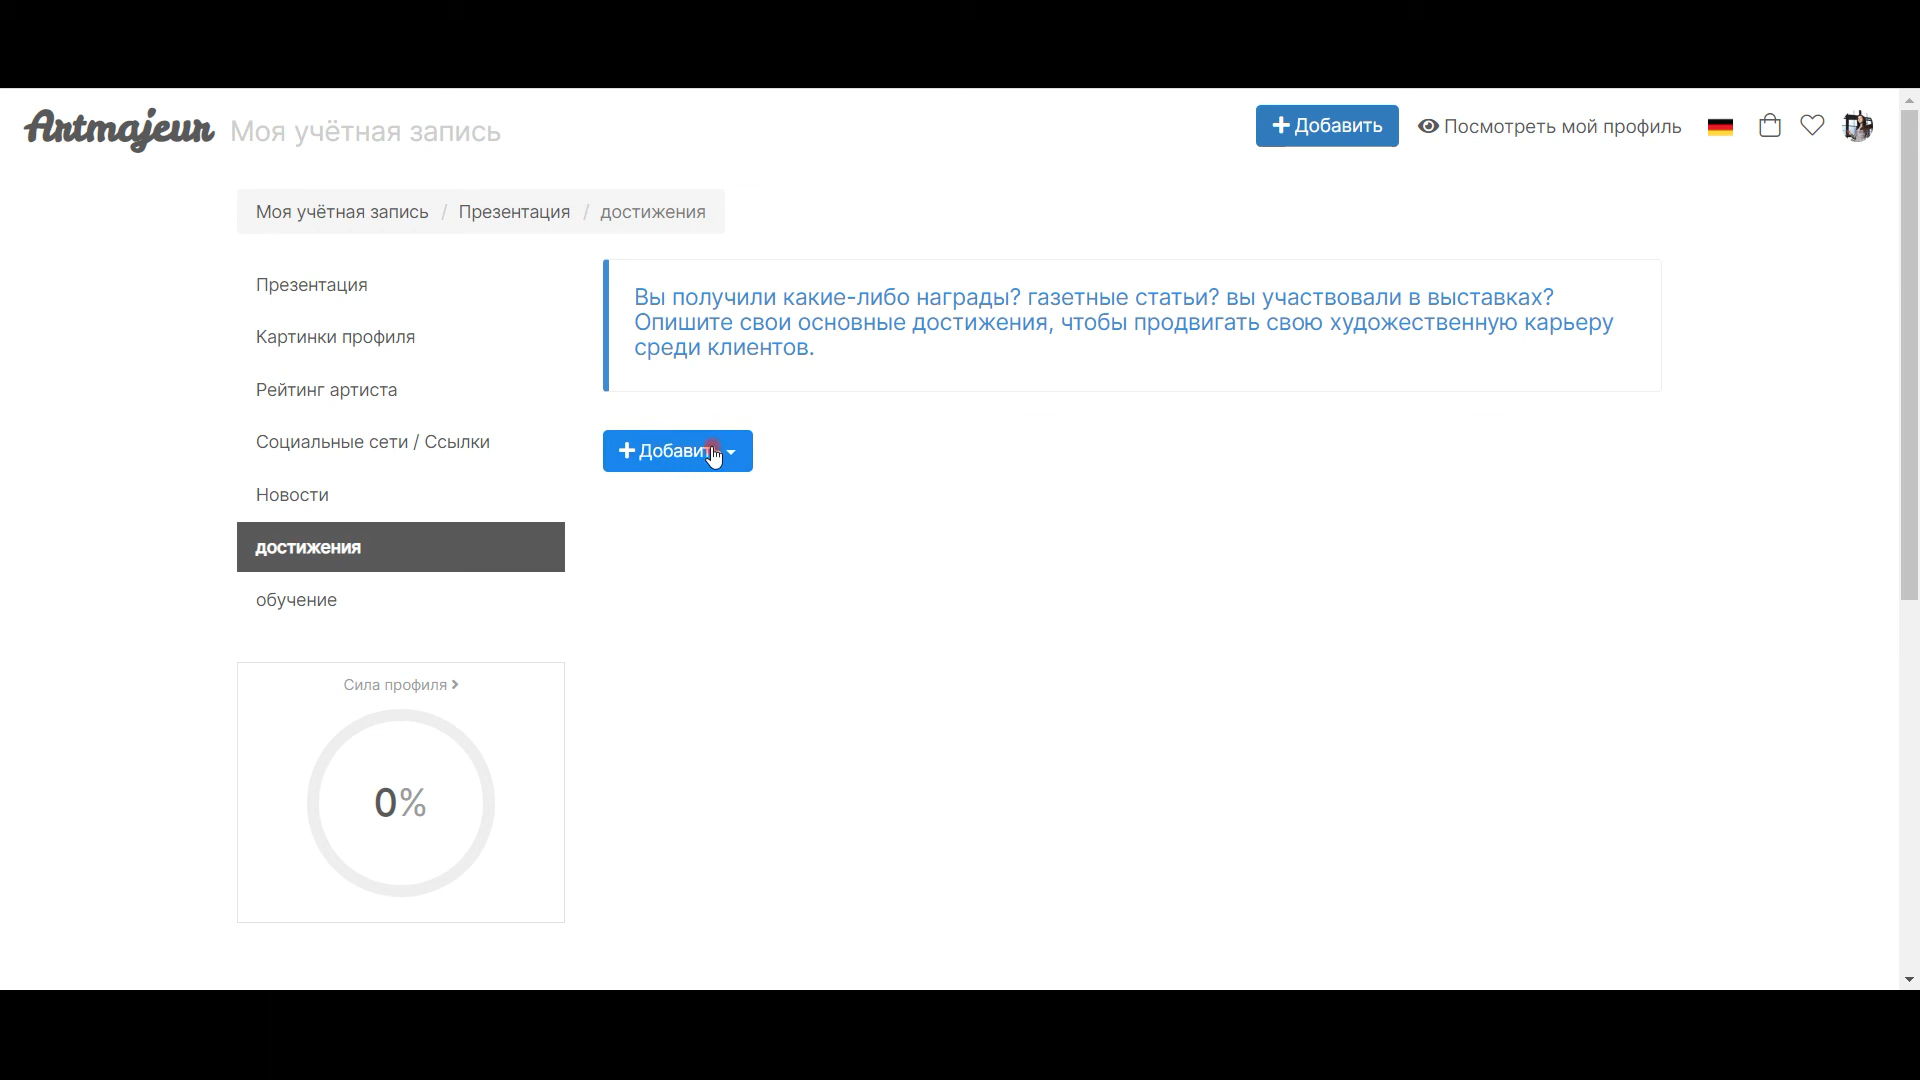 Artmajeur Моя учётная запись
Добавить
Посмотреть мой профиль
Моя учётная запись / Презентация / достижения
Презентация
Картинки профиля
Рейтинг артиста
Социальные сети / Ссылки
Новости
достижения
обучение
Сила профиля
0%
Вы получили какие-либо награды? газетные статьи? вы участвовали в выставках?
Опишите свои основные достижения, чтобы продвигать свою художественную карьеру
среди клиентов.
Добавить